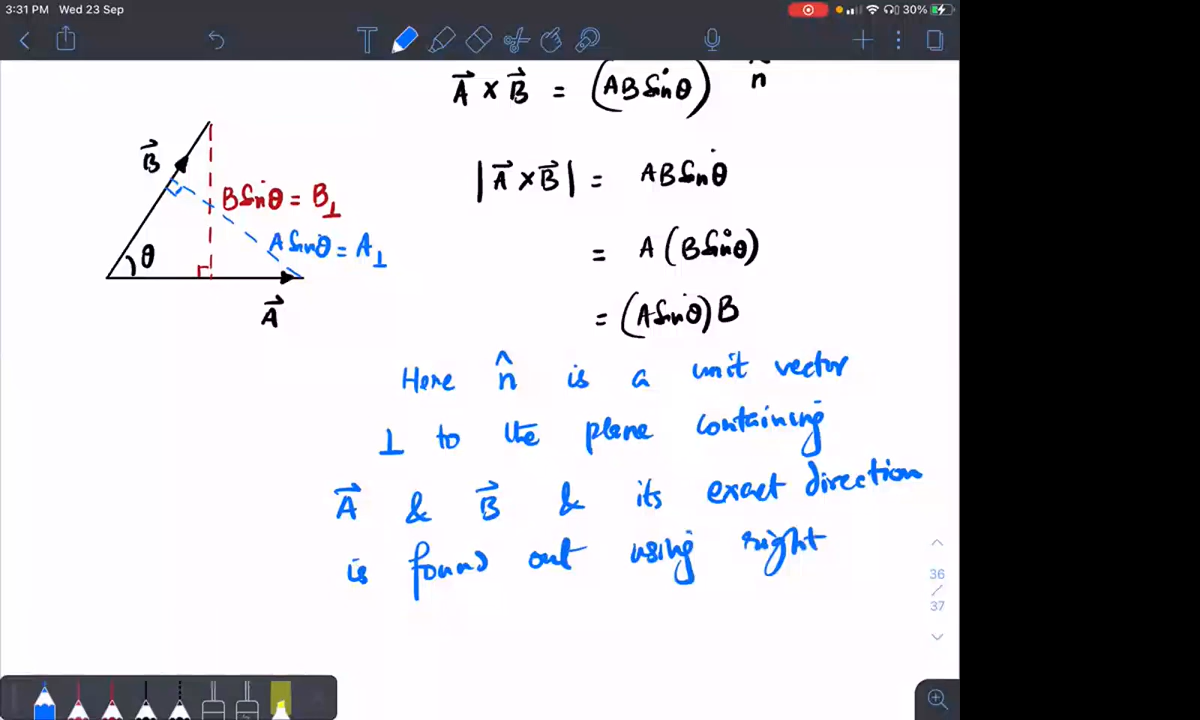 3:31 PM Wed 23 Sep
30%
T
A⃗ × B⃗ = (AB sinθ) n̂
|A⃗ × B⃗| = AB sinθ
= A (B sinθ)
= (A sinθ) B
B⃗
B sinθ = B⊥
A sinθ = A⊥
θ
A⃗
Here n̂ is a unit vector
⊥ to the plane containing
A⃗ & B⃗ & its exact direction
is found out using right
36
/
37